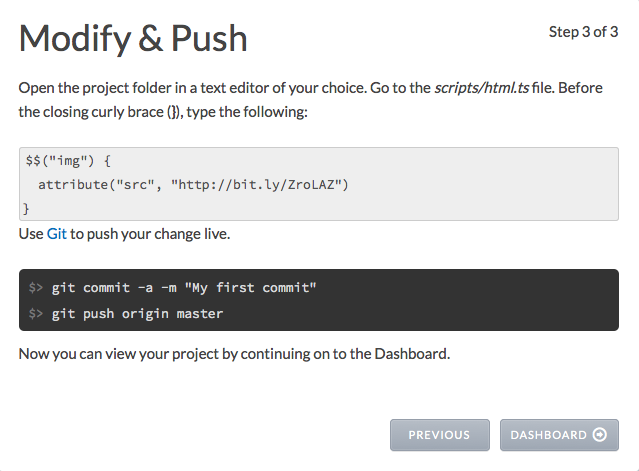 Modify & Push
Step 3 of 3
Open the project folder in a text editor of your choice. Go to the scripts/html.ts file. Before
the closing curly brace (}), type the following:
$$("img") {
  attribute("src", "http://bit.ly/ZroLAZ")
}
Use Git to push your change live.
$> git commit -a -m "My first commit"
$> git push origin master
Now you can view your project by continuing on to the Dashboard.
PREVIOUS
DASHBOARD